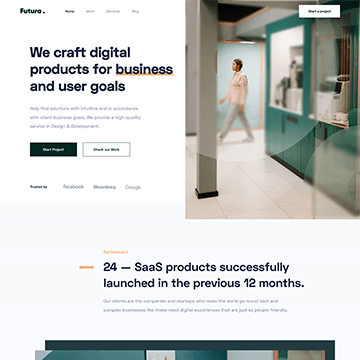 Futura.
Home Work Services Blog
Start a project
We craft digital
products for business
and user goals
Help find solutions with intuitive and in accordance
with client business goals. We provide a high-quality
service in Design & Development.
Start Project
Check our Work
Trusted by facebook Bloomberg Google
Achievement
24 — SaaS products successfully
launched in the previous 12 months.
Our clients are the companies and startups who make the world go round. Vast and
complex businesses like these need digital experiences that are just as people-friendly.